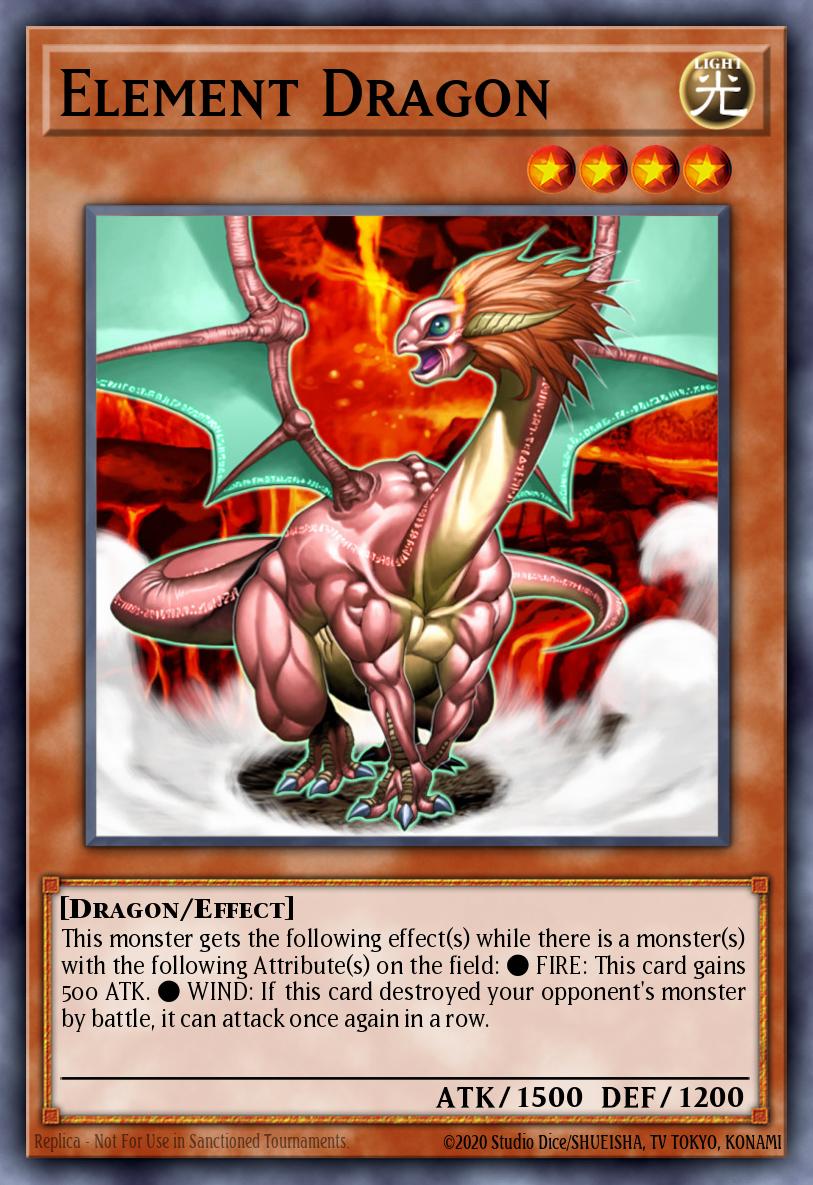 Element Dragon
LIGHT
光
[Dragon/Effect]
This monster gets the following effect(s) while there is a monster(s)
with the following Attribute(s) on the field: ● FIRE: This card gains
500 ATK. ● WIND: If this card destroyed your opponent's monster
by battle, it can attack once again in a row.
ATK/1500 DEF/1200
Replica - Not For Use in Sanctioned Tournaments.
©2020 Studio Dice/SHUEISHA, TV TOKYO, KONAMI